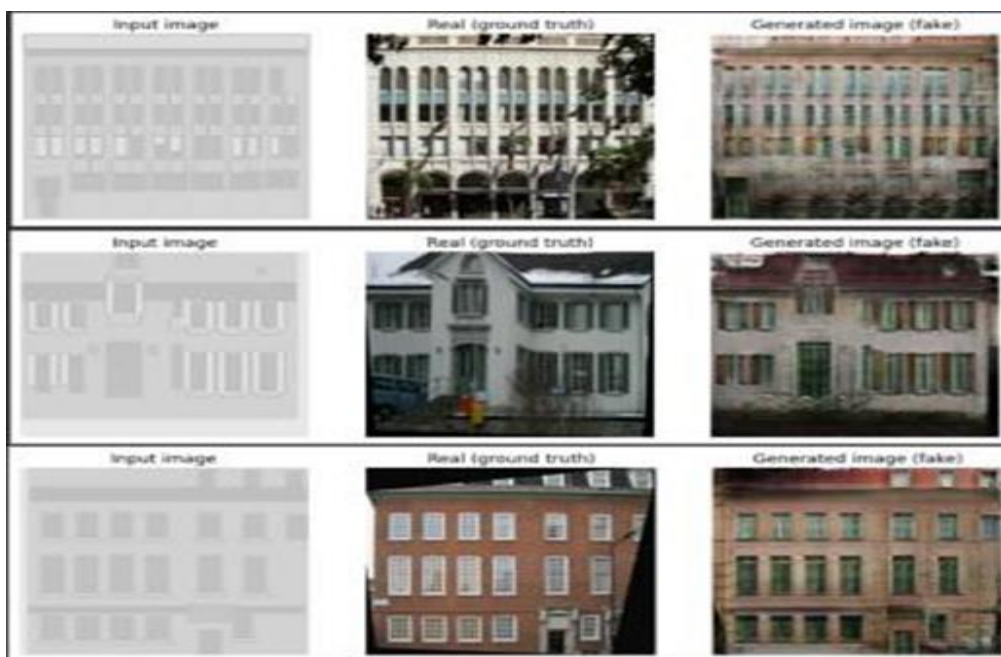 Input image
Real (ground truth)
Generated image (fake)
Input image
Real (ground truth)
Generated image (fake)
Input image
Real (ground truth)
Generated image (fake)